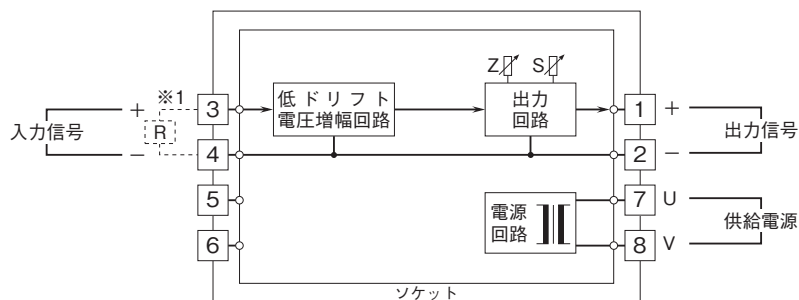 Z S
※1
+ 3 低ドリフト 電圧増幅回路 出力 回路 1 +
入力信号 R 出力信号
− 4 2 −
5 7 U
電源 回路 供給電源
6 8 V
ソケット